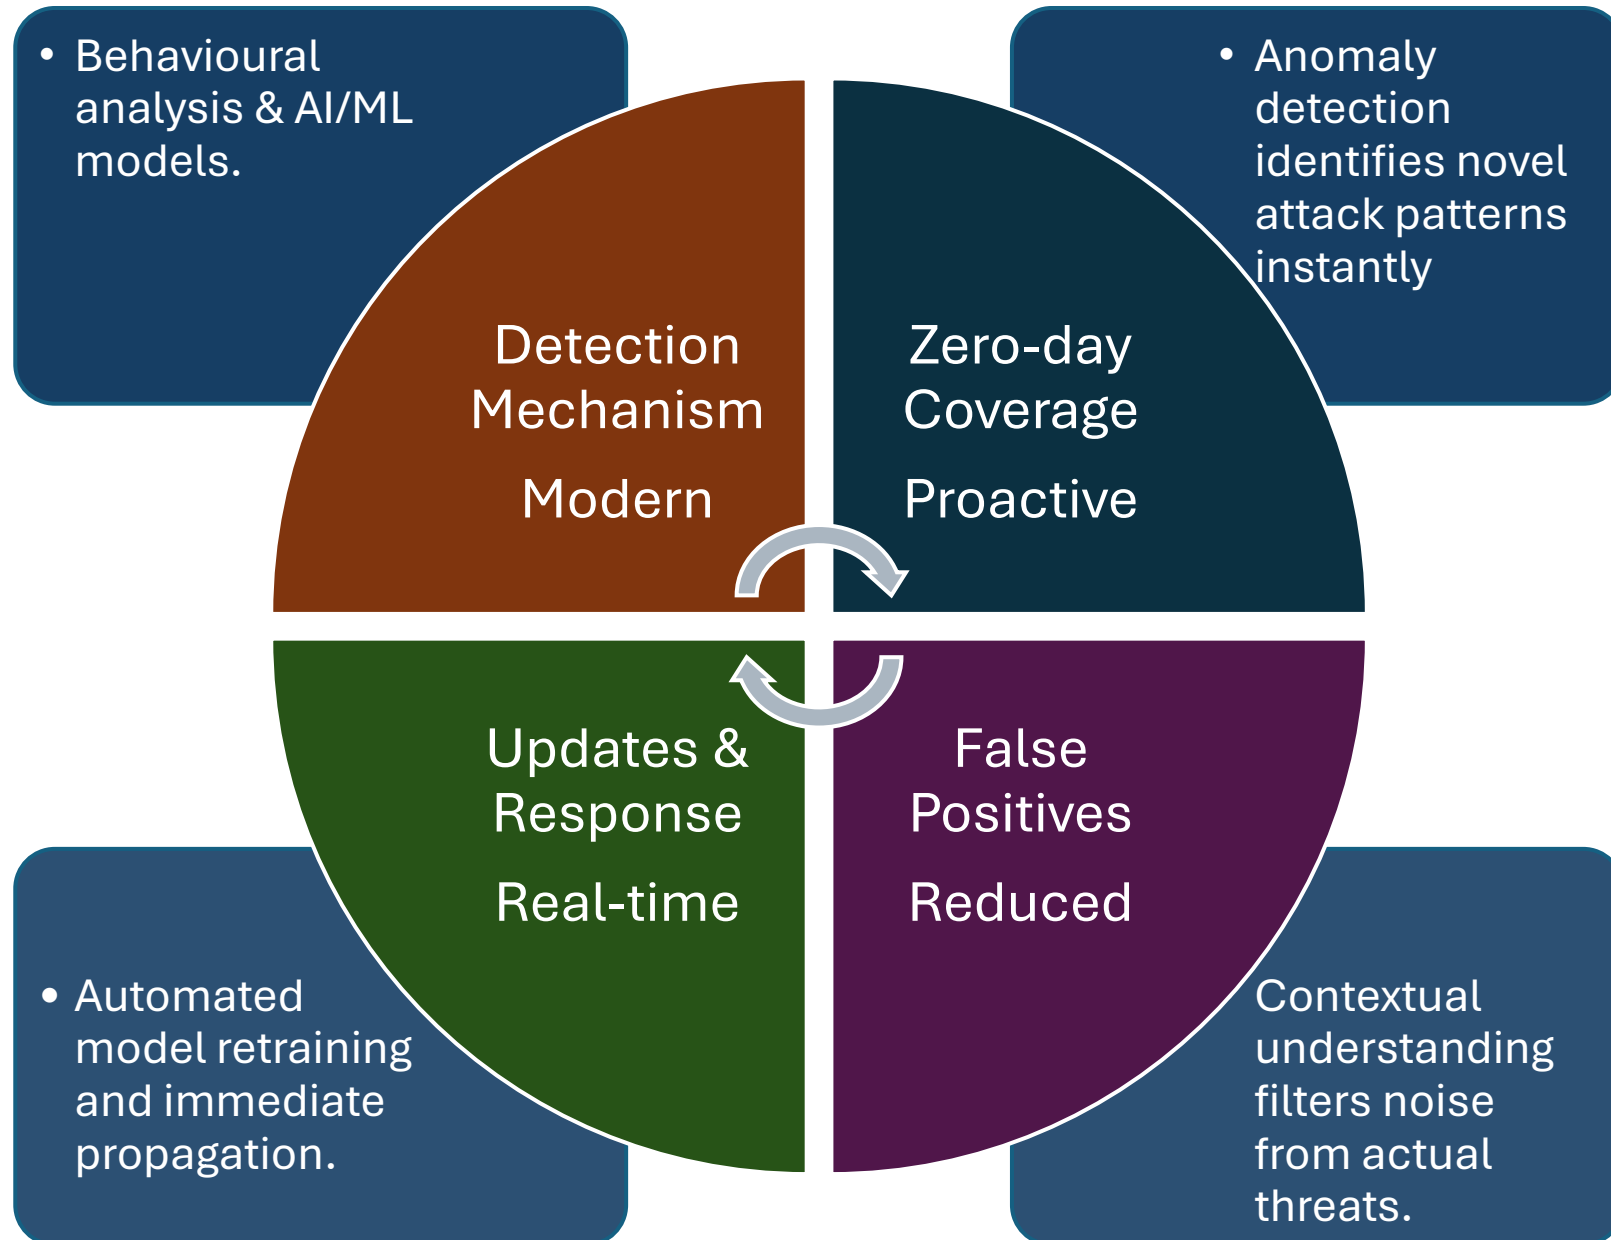 • Behavioural
analysis & AI/ML
models.
• Anomaly
detection
identifies novel
attack patterns
instantly
Detection
Mechanism
Modern
Zero-day
Coverage
Proactive
Updates &
Response
Real-time
False
Positives
Reduced
• Automated
model retraining
and immediate
propagation.
Contextual
understanding
filters noise
from actual
threats.